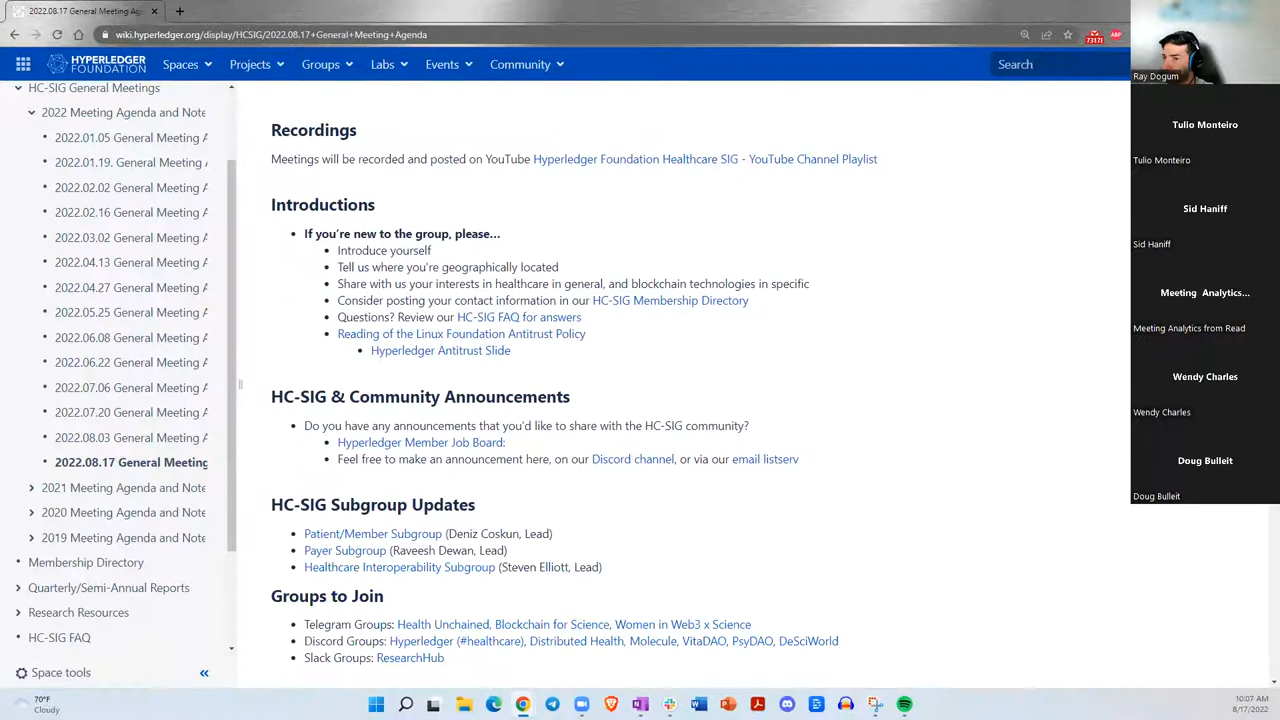 2022.08.17 General Meeting Agend
wiki.hyperledger.org/display/HCSIG/2022.08.17+General+Meeting+Agenda
7317!
ABP
HYPERLEDGER
FOUNDATION
Spaces
Projects
Groups
Labs
Events
Community
Search
HC-SIG General Meetings
2022 Meeting Agenda and Note
2022.01.05 General Meeting A
2022.01.19. General Meeting A
2022.02.02 General Meeting A
2022.02.16 General Meeting A
2022.03.02 General Meeting A
2022.04.13 General Meeting A
2022.04.27 General Meeting A
2022.05.25 General Meeting A
2022.06.08 General Meeting A
2022.06.22 General Meeting A
2022.07.06 General Meeting A
2022.07.20 General Meeting A
2022.08.03 General Meeting A
2022.08.17 General Meeting
2021 Meeting Agenda and Note
2020 Meeting Agenda and Note
2019 Meeting Agenda and Note
Membership Directory
Quarterly/Semi-Annual Reports
Research Resources
HC-SIG FAQ
Space tools
Recordings
Meetings will be recorded and posted on YouTube Hyperledger Foundation Healthcare SIG - YouTube Channel Playlist
Introductions
If you're new to the group, please...
Introduce yourself
Tell us where you're geographically located
Share with us your interests in healthcare in general, and blockchain technologies in specific
Consider posting your contact information in our HC-SIG Membership Directory
Questions? Review our HC-SIG FAQ for answers
Reading of the Linux Foundation Antitrust Policy
Hyperledger Antitrust Slide
HC-SIG & Community Announcements
Do you have any announcements that you'd like to share with the HC-SIG community?
Hyperledger Member Job Board:
Feel free to make an announcement here, on our Discord channel, or via our email listserv
HC-SIG Subgroup Updates
Patient/Member Subgroup (Deniz Coskun, Lead)
Payer Subgroup (Raveesh Dewan, Lead)
Healthcare Interoperability Subgroup (Steven Elliott, Lead)
Groups to Join
Telegram Groups: Health Unchained, Blockchain for Science, Women in Web3 x Science
Discord Groups: Hyperledger (#healthcare), Distributed Health, Molecule, VitaDAO, PsyDAO, DeSciWorld
Slack Groups: ResearchHub
Ray Dogum
Tulio Monteiro
Tulio Monteiro
Sid Haniff
Sid Haniff
Meeting Analytics...
Meeting Analytics from Read
Wendy Charles
Wendy Charles
Doug Bulleit
Doug Bulleit
70°F
Cloudy
10:07 AM
8/17/2022